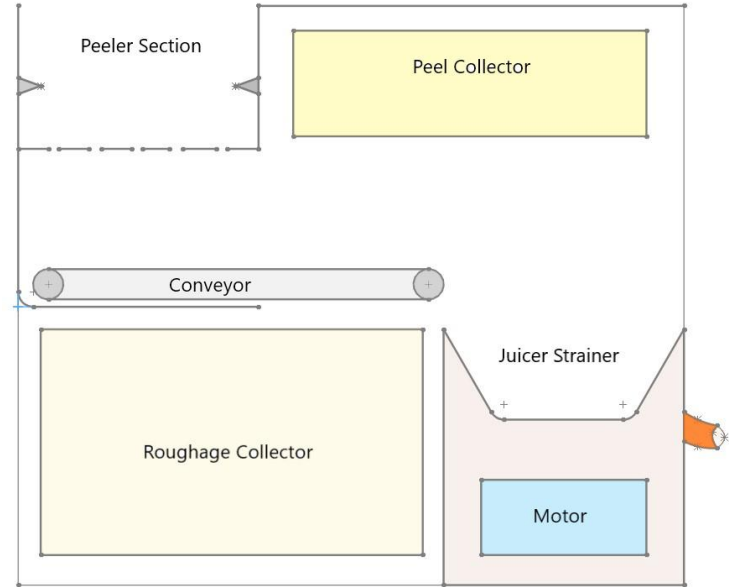 Peeler Section
Peel Collector
Conveyor
Juicer Strainer
Roughage Collector
Motor